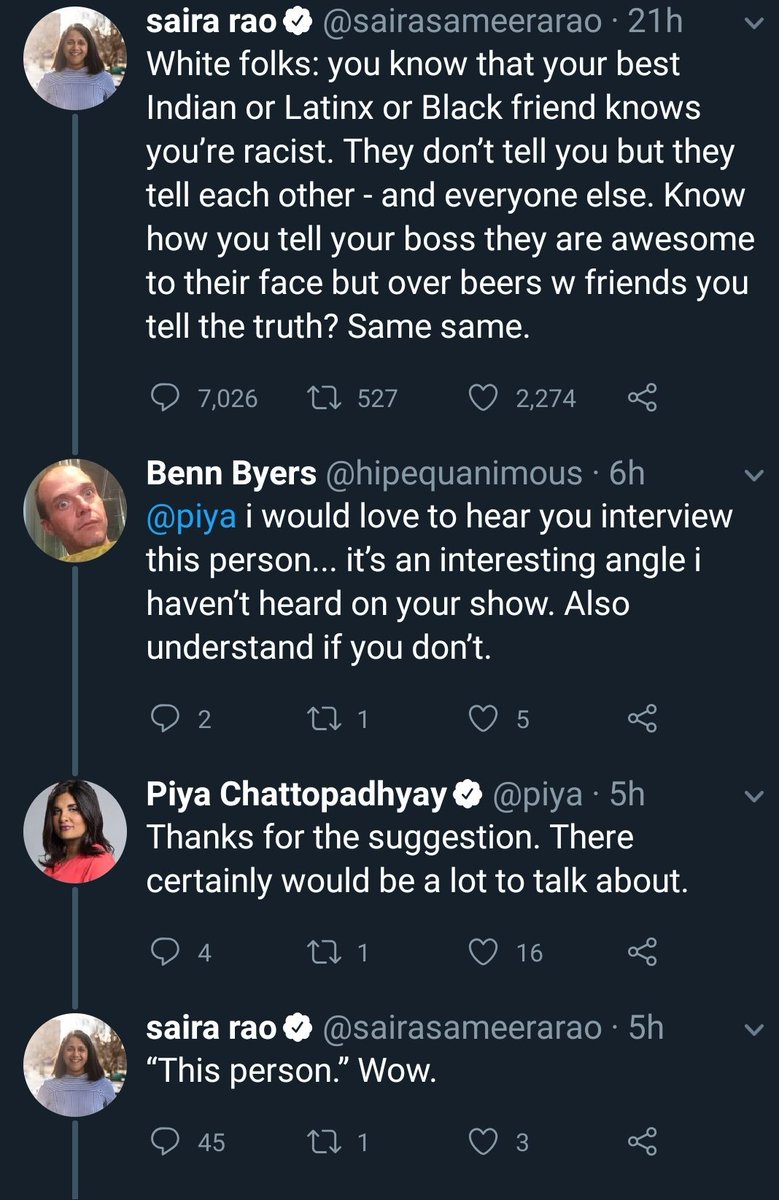 saira rao @sairasameerarao · 21h
White folks: you know that your best
Indian or Latinx or Black friend knows
you’re racist. They don’t tell you but they
tell each other - and everyone else. Know
how you tell your boss they are awesome
to their face but over beers w friends you
tell the truth? Same same.
7,026 527 2,274
Benn Byers @hipequanimous · 6h
@piya i would love to hear you interview
this person... it’s an interesting angle i
haven’t heard on your show. Also
understand if you don’t.
2 1 5
Piya Chattopadhyay @piya · 5h
Thanks for the suggestion. There
certainly would be a lot to talk about.
4 1 16
saira rao @sairasameerarao · 5h
“This person.” Wow.
45 1 3